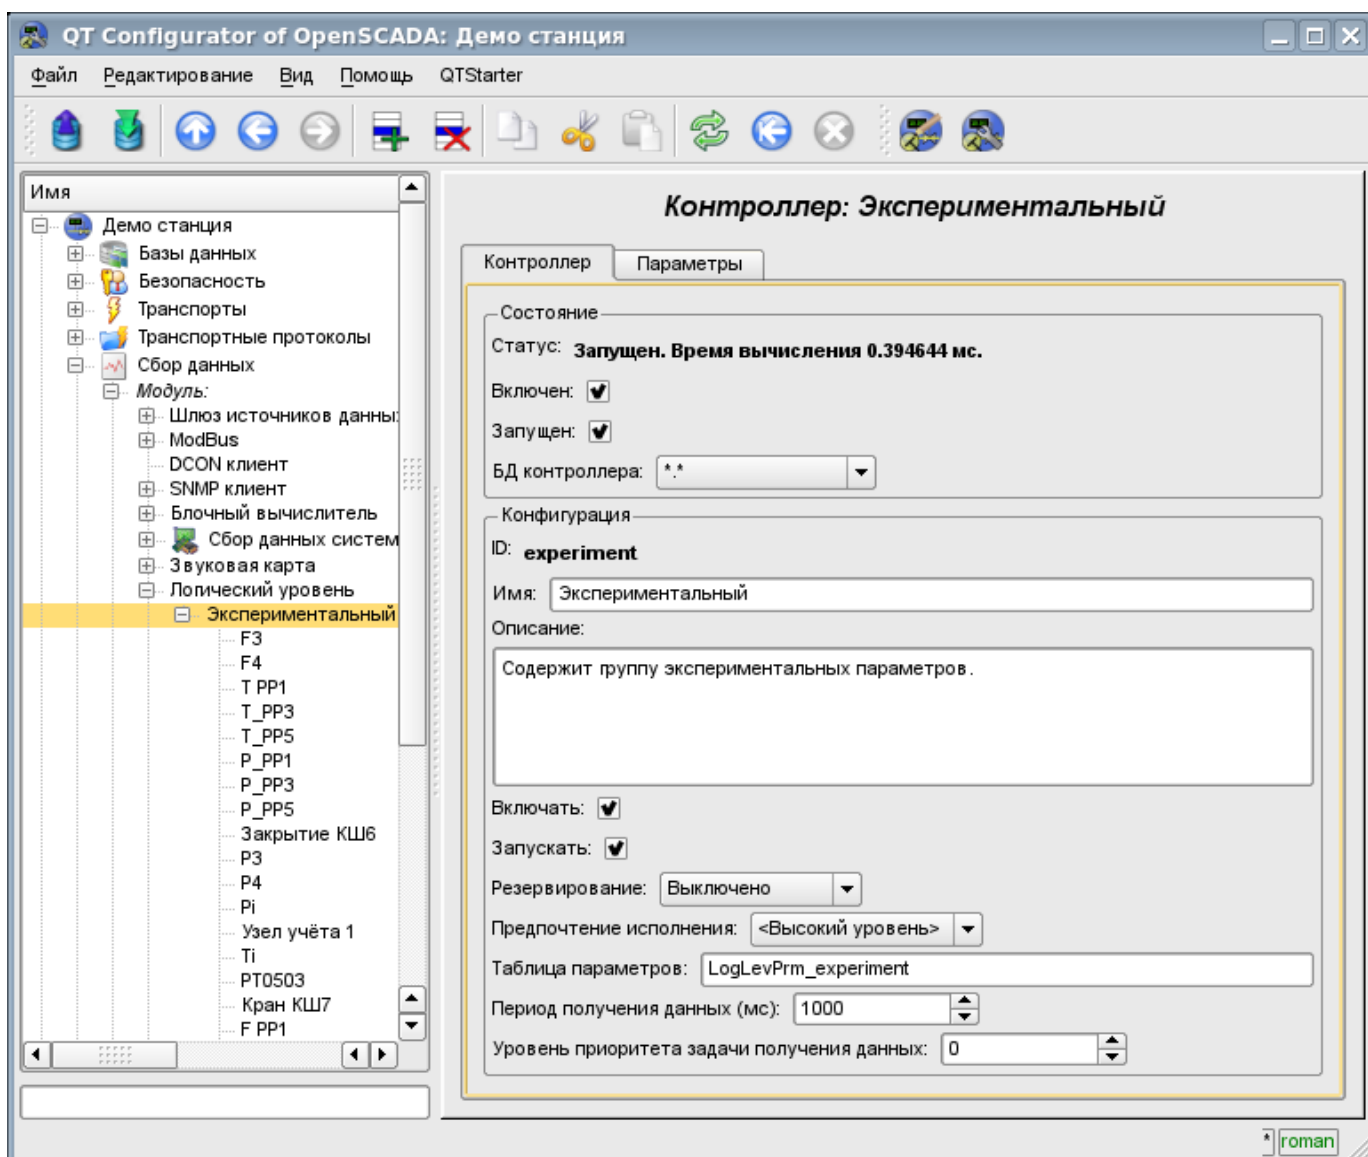 QT Configurator of OpenSCADA: Демо станция
Файл Редактирование Вид Помощь QTStarter
Имя
Демо станция
Базы данных
Безопасность
Транспорты
Транспортные протоколы
Сбор данных
Модуль:
Шлюз источников данны
ModBus
DCON клиент
SNMP клиент
Блочный вычислитель
Сбор данных систем
Звуковая карта
Логический уровень
Экспериментальный
F3
F4
T PP1
T_PP3
T_PP5
P_PP1
P_PP3
P_PP5
Закрытие КШ6
P3
P4
Pi
Узел учёта 1
Ti
PT0503
Кран КШ7
F PP1
Контроллер: Экспериментальный
Контроллер Параметры
Состояние
Статус: Запущен. Время вычисления 0.394644 мс.
Включен:
Запущен:
БД контроллера: *.*
Конфигурация
ID: experiment
Имя: Экспериментальный
Описание:
Содержит группу экспериментальных параметров.
Включать:
Запускать:
Резервирование: Выключено
Предпочтение исполнения: <Высокий уровень>
Таблица параметров: LogLevPrm_experiment
Период получения данных (мс): 1000
Уровень приоритета задачи получения данных: 0
* roman